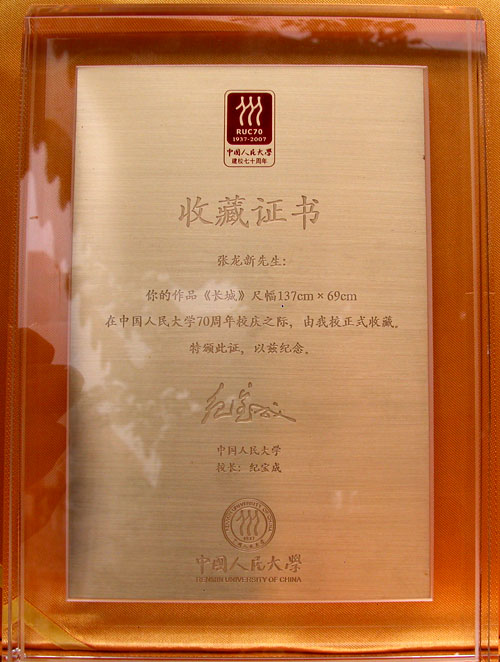 RUC70
1937-2007
中国人民大学
建校七十周年
收藏证书
张龙新先生：
你的作品《长城》尺幅137cm×69cm
在中国人民大学70周年校庆之际，由我校正式收藏。
特颁此证，以兹纪念。
纪宝成
中国人民大学
校长：纪宝成
中国人民大学
RENMIN UNIVERSITY OF CHINA